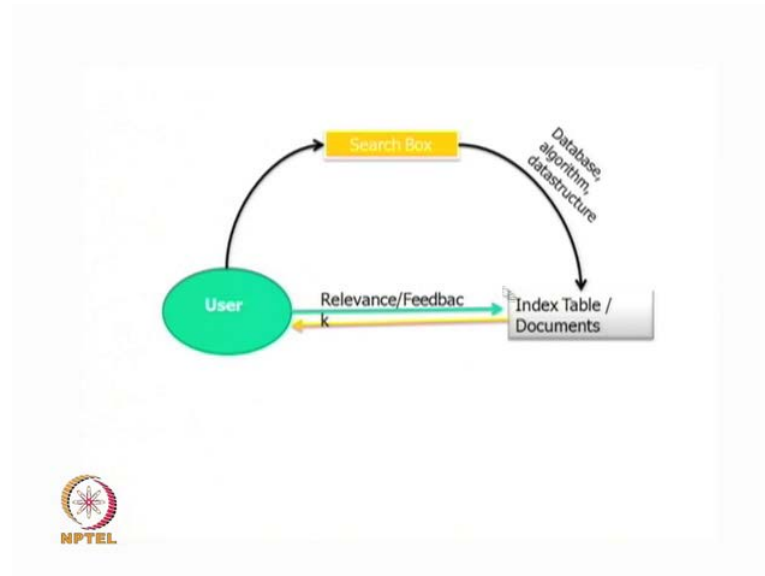 Search Box
Database,
algorithm,
datastructure
User
Relevance/Feedbac
k
Index Table /
Documents
NPTEL